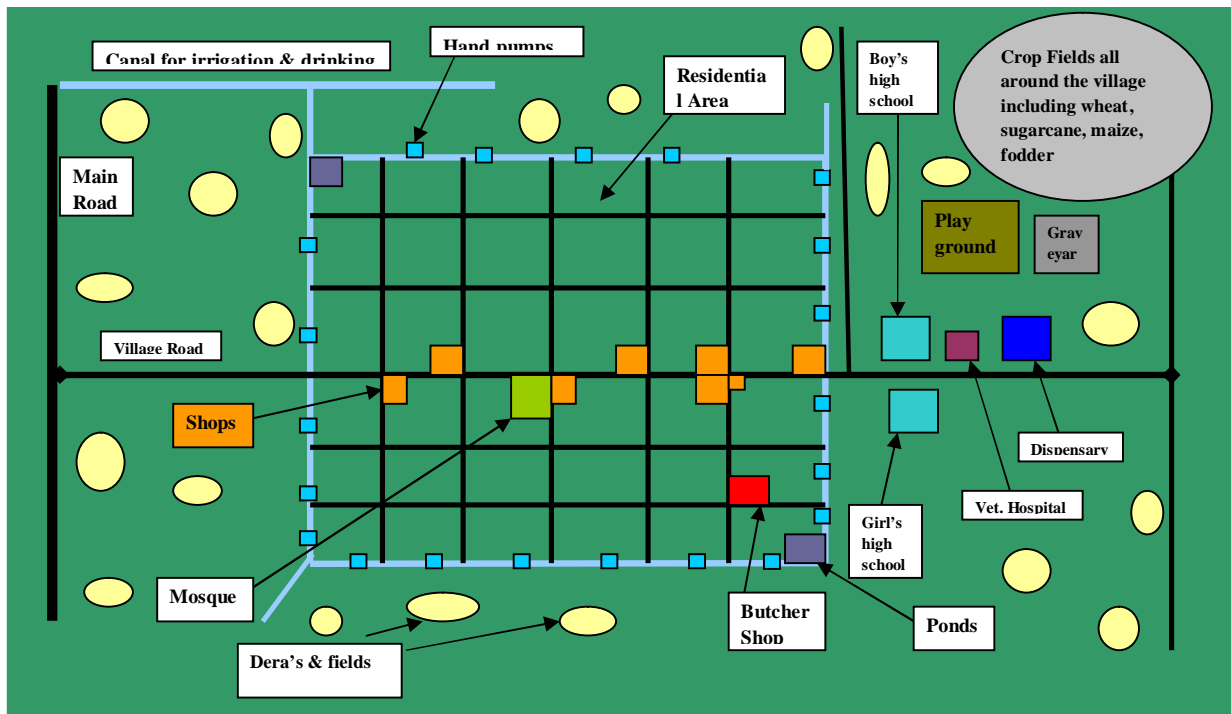 Canal for irrigation & drinking
Hand pumps
Residentia
l Area
Boy's
high
school
Crop Fields all
around the village
including wheat,
sugarcane, maize,
fodder
Main
Road
Play
ground
Grav
eyar
Village Road
Shops
Dispensary
Vet. Hospital
Girl's
high
school
Mosque
Butcher
Shop
Ponds
Dera's & fields